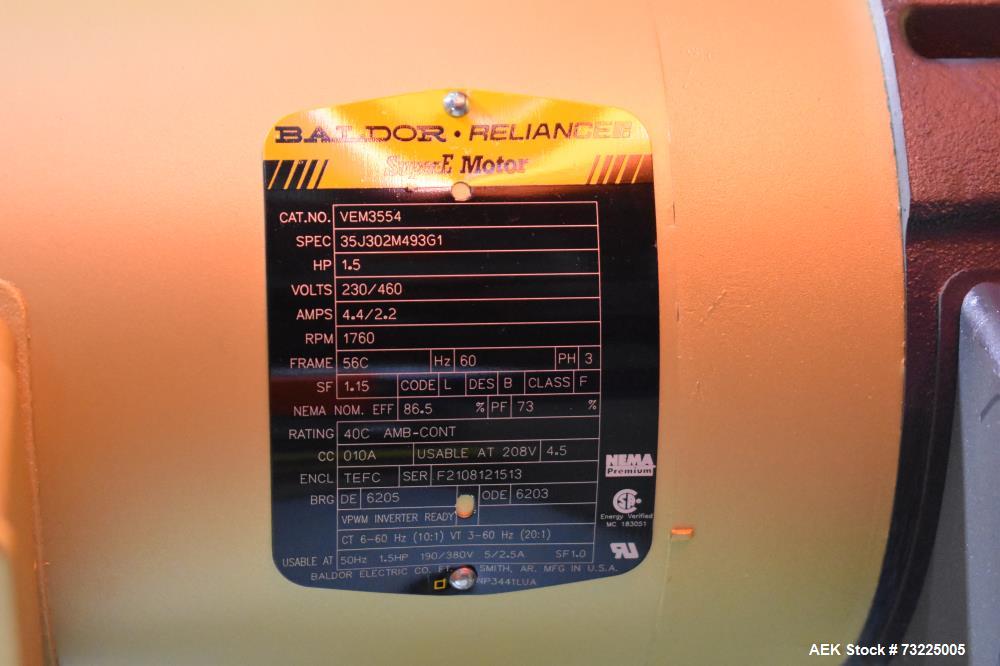 BALDOR • RELIANCE
Super-E Motor
CAT.NO. VEM3554
SPEC 35J302M493G1
HP 1.5
VOLTS 230/460
AMPS 4.4/2.2
RPM 1760
FRAME 56C Hz 60 PH 3
SF 1.15 CODE L DES B CLASS F
NEMA NOM. EFF 86.5 % PF 73 %
RATING 40C AMB-CONT
CC 010A USABLE AT 208V 4.5
ENCL TEFC SER F2108121513
BRG DE 6205 ODE 6203
VPWM INVERTER READY
CT 6-60 Hz (10:1) VT 3-60 Hz (20:1)
USABLE AT 50Hz 1.5HP 190/380V 5/2.5A SF1.0
BALDOR ELECTRIC CO. FT. SMITH, AR. MFG IN U.S.A.
NP3441LUA
NEMA
Premium
Energy Verified
MC 183051
AEK Stock # 73225005